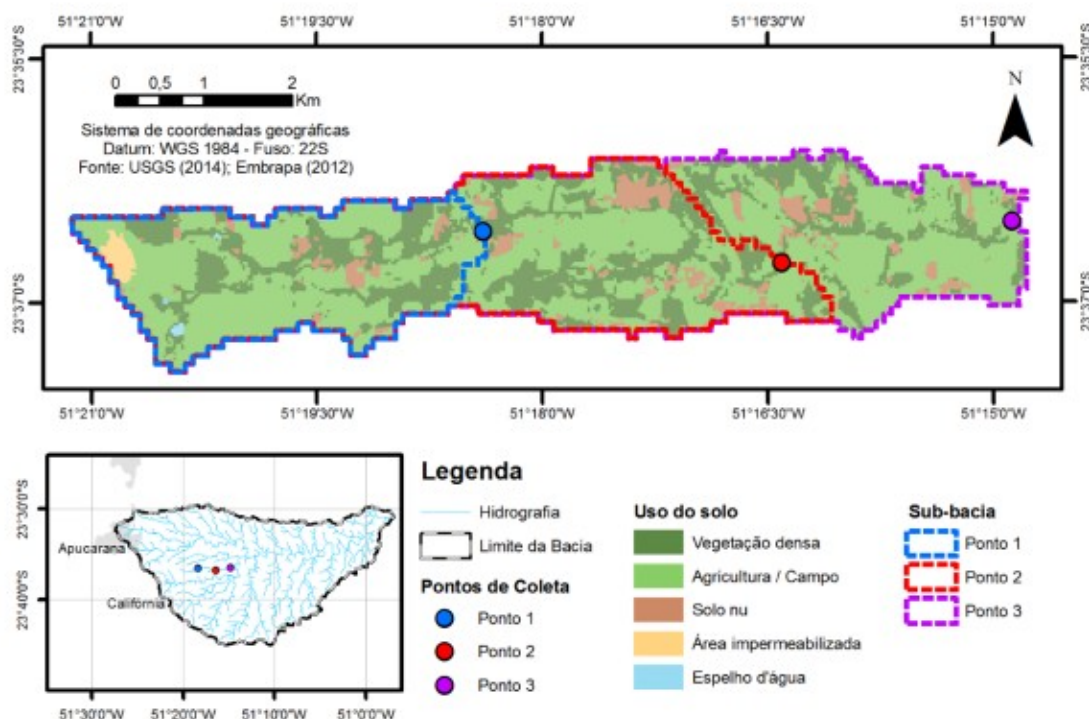 51°21'0"W 51°19'30"W 51°18'0"W 51°16'30"W 51°15'0"W
23°35'30"S 23°35'30"S
0 0,5 1 2
Km
N
Sistema de coordenadas geográficas
Datum: WGS 1984 - Fuso: 22S
Fonte: USGS (2014); Embrapa (2012)
23°37'0"S 23°37'0"S
51°21'0"W 51°19'30"W 51°18'0"W 51°16'30"W 51°15'0"W
23°30'0"S
Apucarana
23°40'0"S
Califórnia
51°30'0"W 51°20'0"W 51°10'0"W 51°0'0"W
Legenda
Hidrografia
Limite da Bacia
Pontos de Coleta
Ponto 1
Ponto 2
Ponto 3
Uso do solo
Vegetação densa
Agricultura / Campo
Solo nu
Área impermeabilizada
Espelho d'água
Sub-bacia
Ponto 1
Ponto 2
Ponto 3